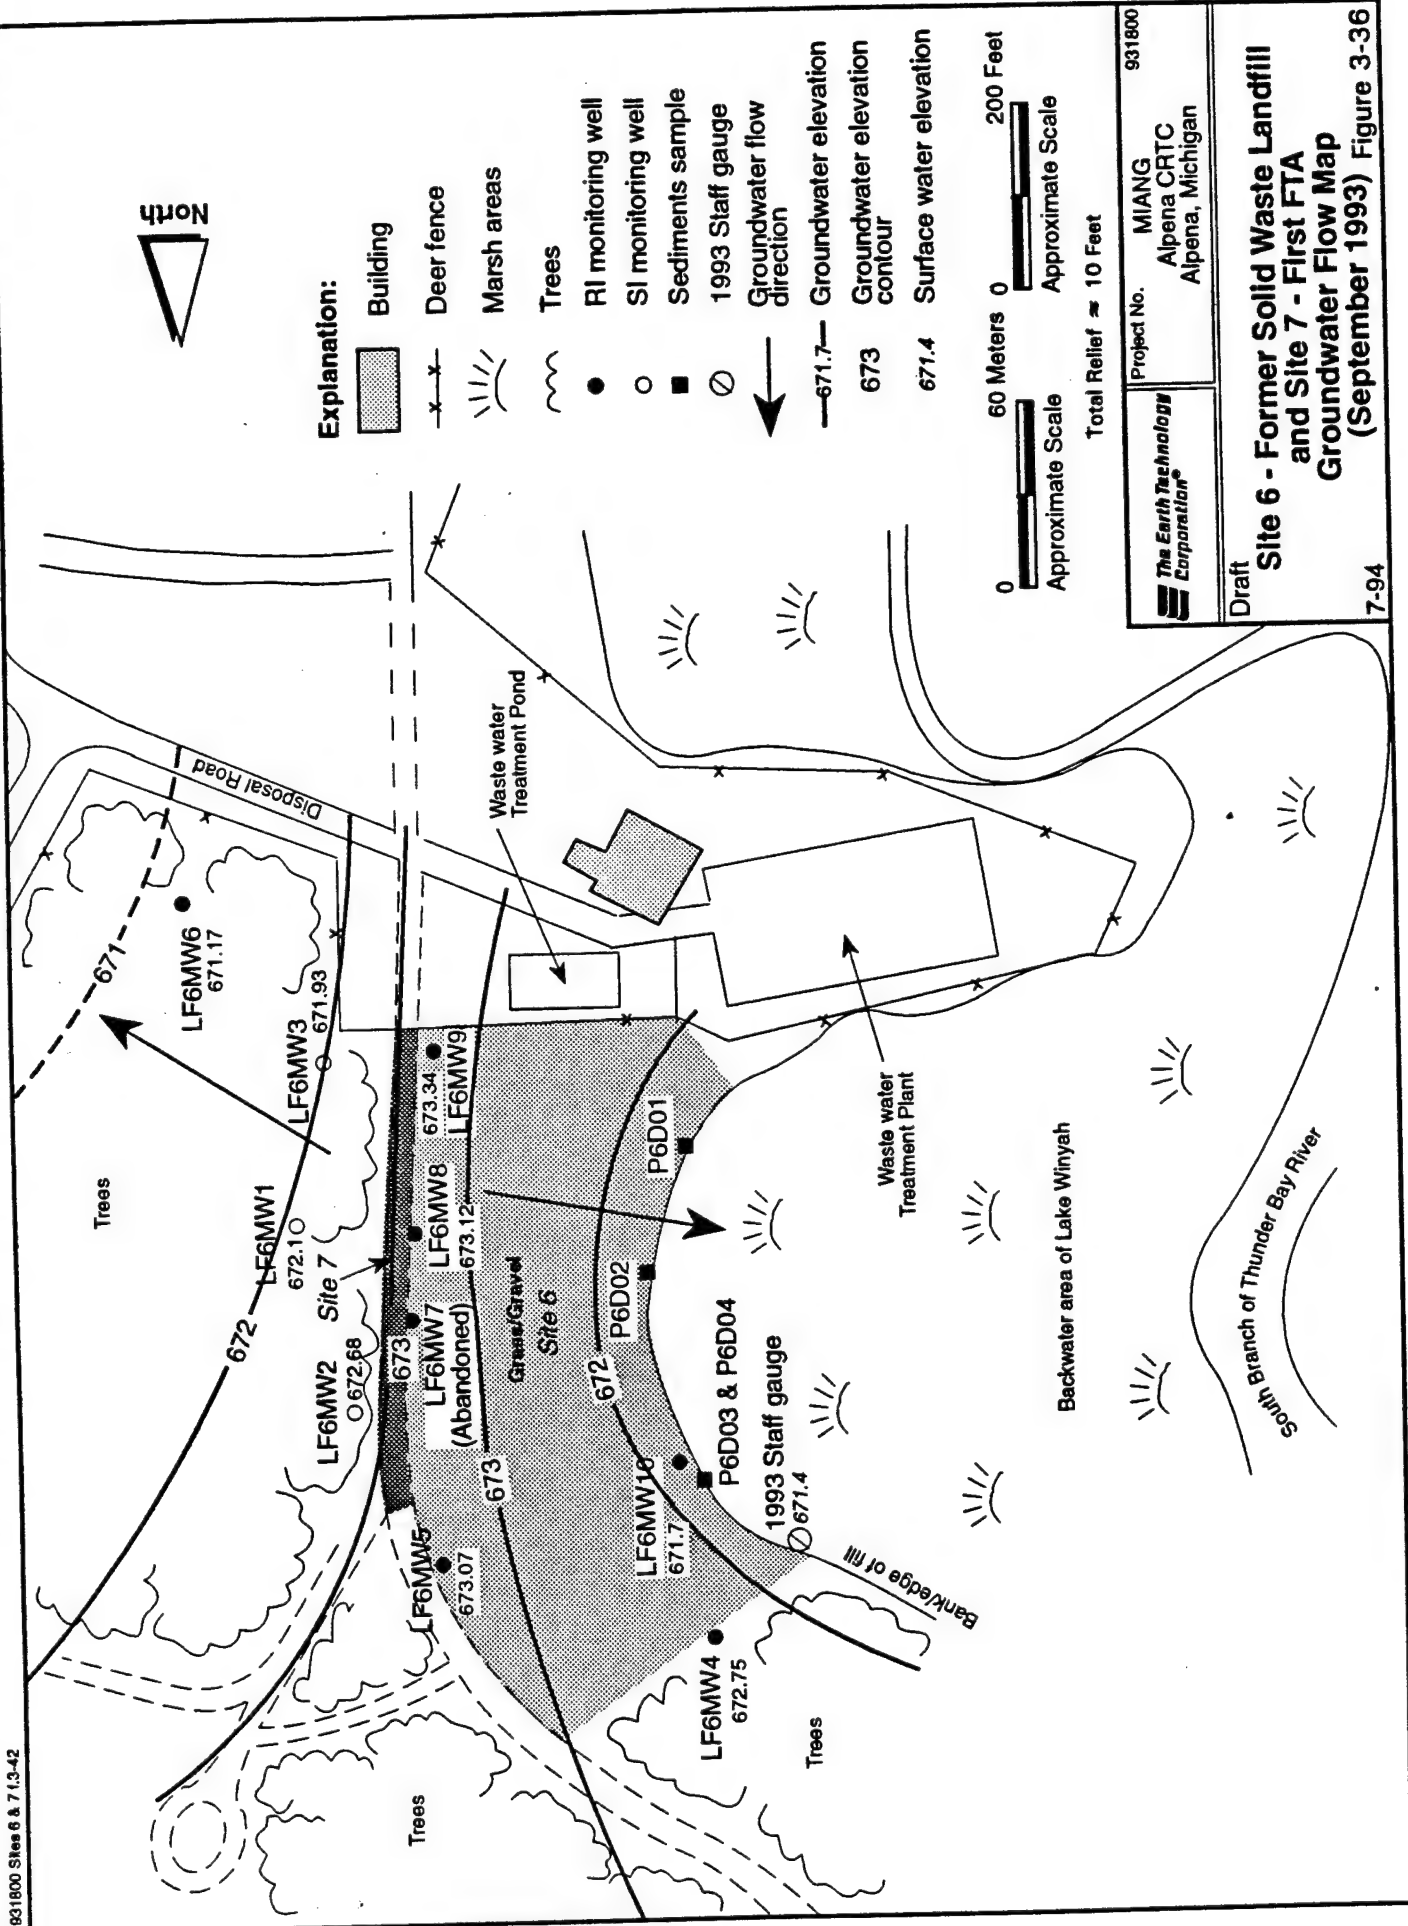 931800 Sites 6 & 7 f.3-42
North
Explanation:
Building
Deer fence
Marsh areas
Trees
RI monitoring well
SI monitoring well
Sediments sample
1993 Staff gauge
Groundwater flow
direction
671.7
Groundwater elevation
673
Groundwater elevation
contour
671.4
Surface water elevation
0
60 Meters
Approximate Scale
0
200 Feet
Approximate Scale
Total Relief ≈ 10 Feet
The Earth Technology
Corporation®
Project No.
931800
MIANG
Alpena CRTC
Alpena, Michigan
Draft
Site 6 - Former Solid Waste Landfill
and Site 7 - First FTA
Groundwater Flow Map
(September 1993)
7-94
Figure 3-36
Trees
671
LF6MW6
671.17
Disposal Road
LF6MW3
671.93
LF6MW1
672.1
672
Site 7
LF6MW2
672.68
673
LF6MW9
673.34
LF6MW8
673.12
LF6MW7
(Abandoned)
Grass/Gravel
Site 6
LF6MW5
673.07
673
672
Waste water
Treatment Pond
P6D01
P6D02
P6D03 & P6D04
LF6MW10
671.7
1993 Staff gauge
671.4
Bank/edge of fill
LF6MW4
672.75
Trees
Trees
Waste water
Treatment Plant
Backwater area of Lake Winyah
South Branch of Thunder Bay River